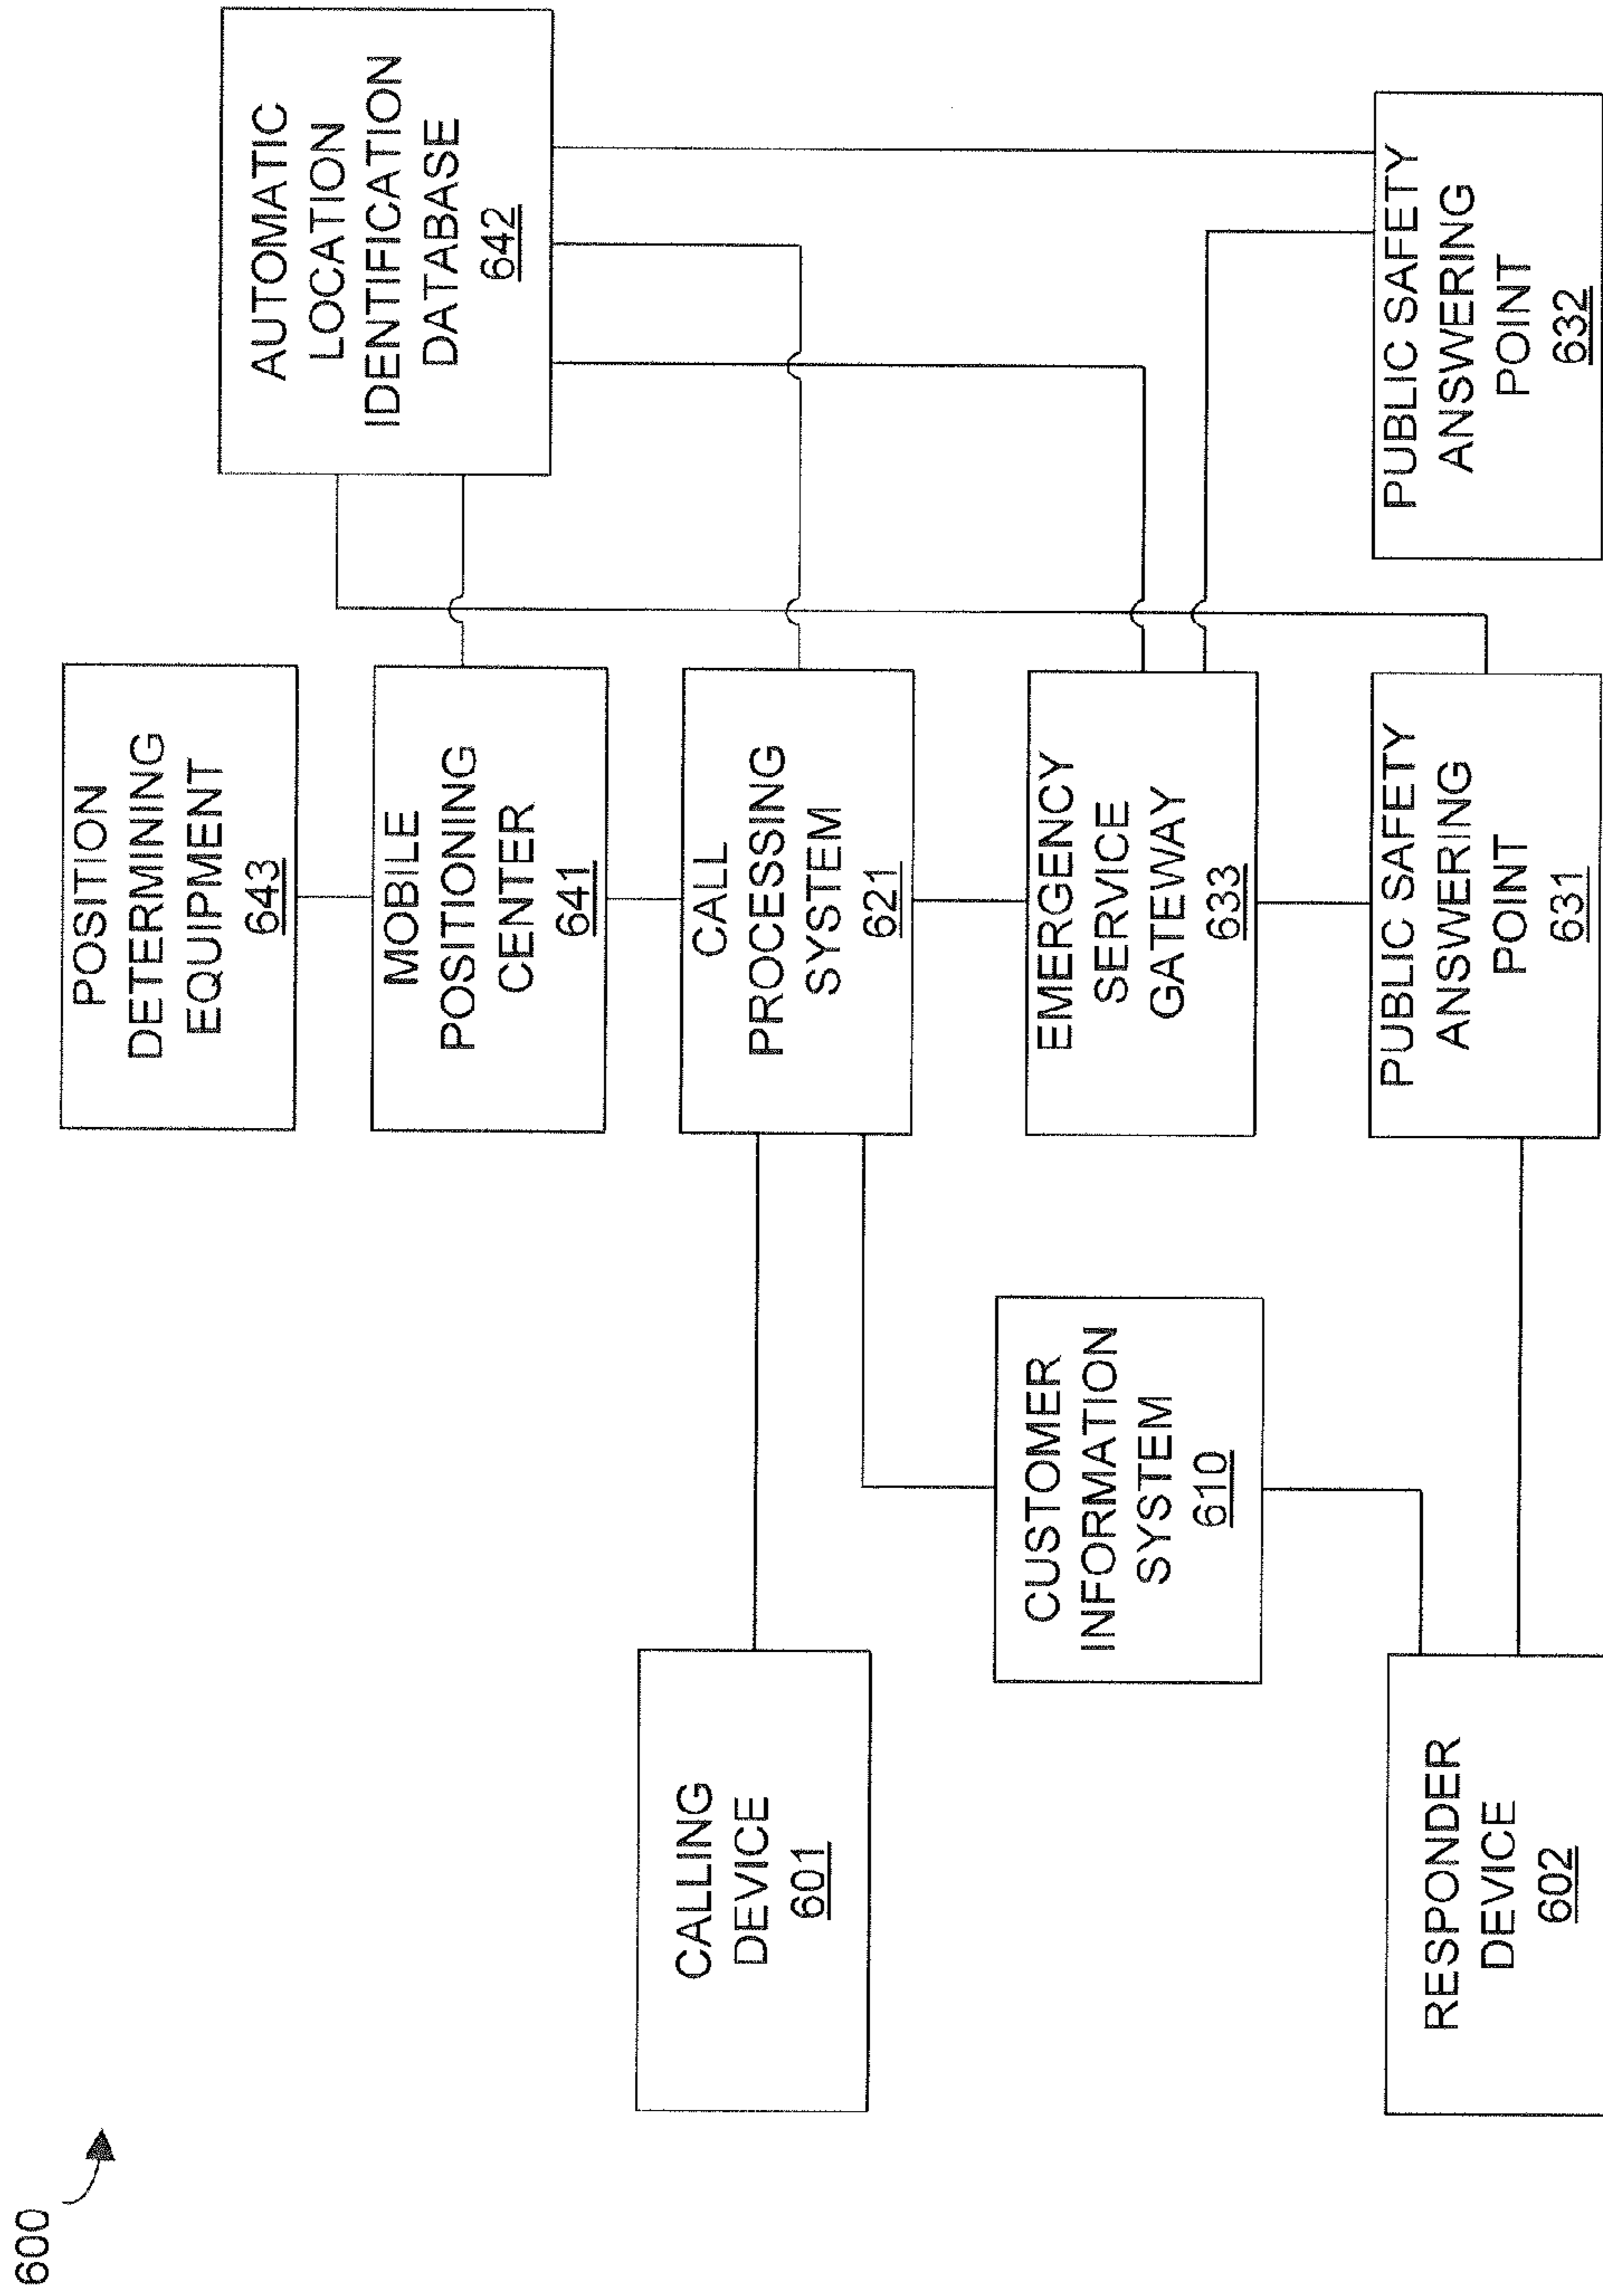 600
POSITION
DETERMINING
EQUIPMENT
643
MOBILE
POSITIONING
CENTER
641
AUTOMATIC
LOCATION
IDENTIFICATION
DATABASE
642
CALLING
DEVICE
601
CALL
PROCESSING
SYSTEM
621
CUSTOMER
INFORMATION
SYSTEM
610
EMERGENCY
SERVICE
GATEWAY
633
RESPONDER
DEVICE
602
PUBLIC SAFETY
ANSWERING
POINT
631
PUBLIC SAFETY
ANSWERING
POINT
632